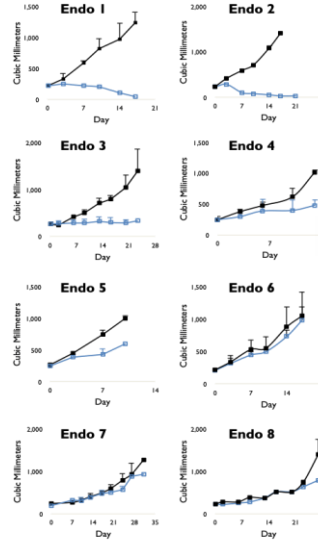 Endo 1
Cubic Millimeters
1,500
1,000
500
0
0 7 14 21
Day
Endo 2
Cubic Millimeters
2,000
1,000
0
0 7 14 21
Day
Endo 3
Cubic Millimeters
2,000
1,000
0
0 7 14 21 28
Day
Endo 4
Cubic Millimeters
1,500
1,000
500
0
0 7
Day
Endo 5
Cubic Millimeters
1,500
1,000
500
0
0 7 14
Day
Endo 6
Cubic Millimeters
1,500
1,000
500
0
0 7 14
Day
Endo 7
Cubic Millimeters
2,000
1,000
0
0 7 14 21 28 35
Day
Endo 8
Cubic Millimeters
2,000
1,000
0
0 7 14 21
Day